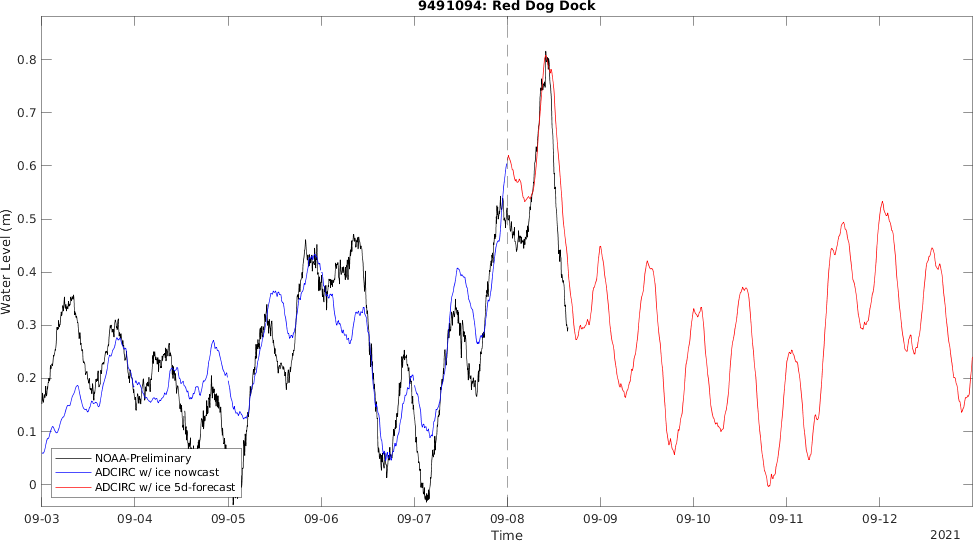 9491094: Red Dog Dock
Water Level (m)
0.8
0.7
0.6
0.5
0.4
0.3
0.2
0.1
0
NOAA-Preliminary
ADCIRC w/ ice nowcast
ADCIRC w/ ice 5d-forecast
09-03 09-04 09-05 09-06 09-07 09-08 09-09 09-10 09-11 09-12
Time
2021